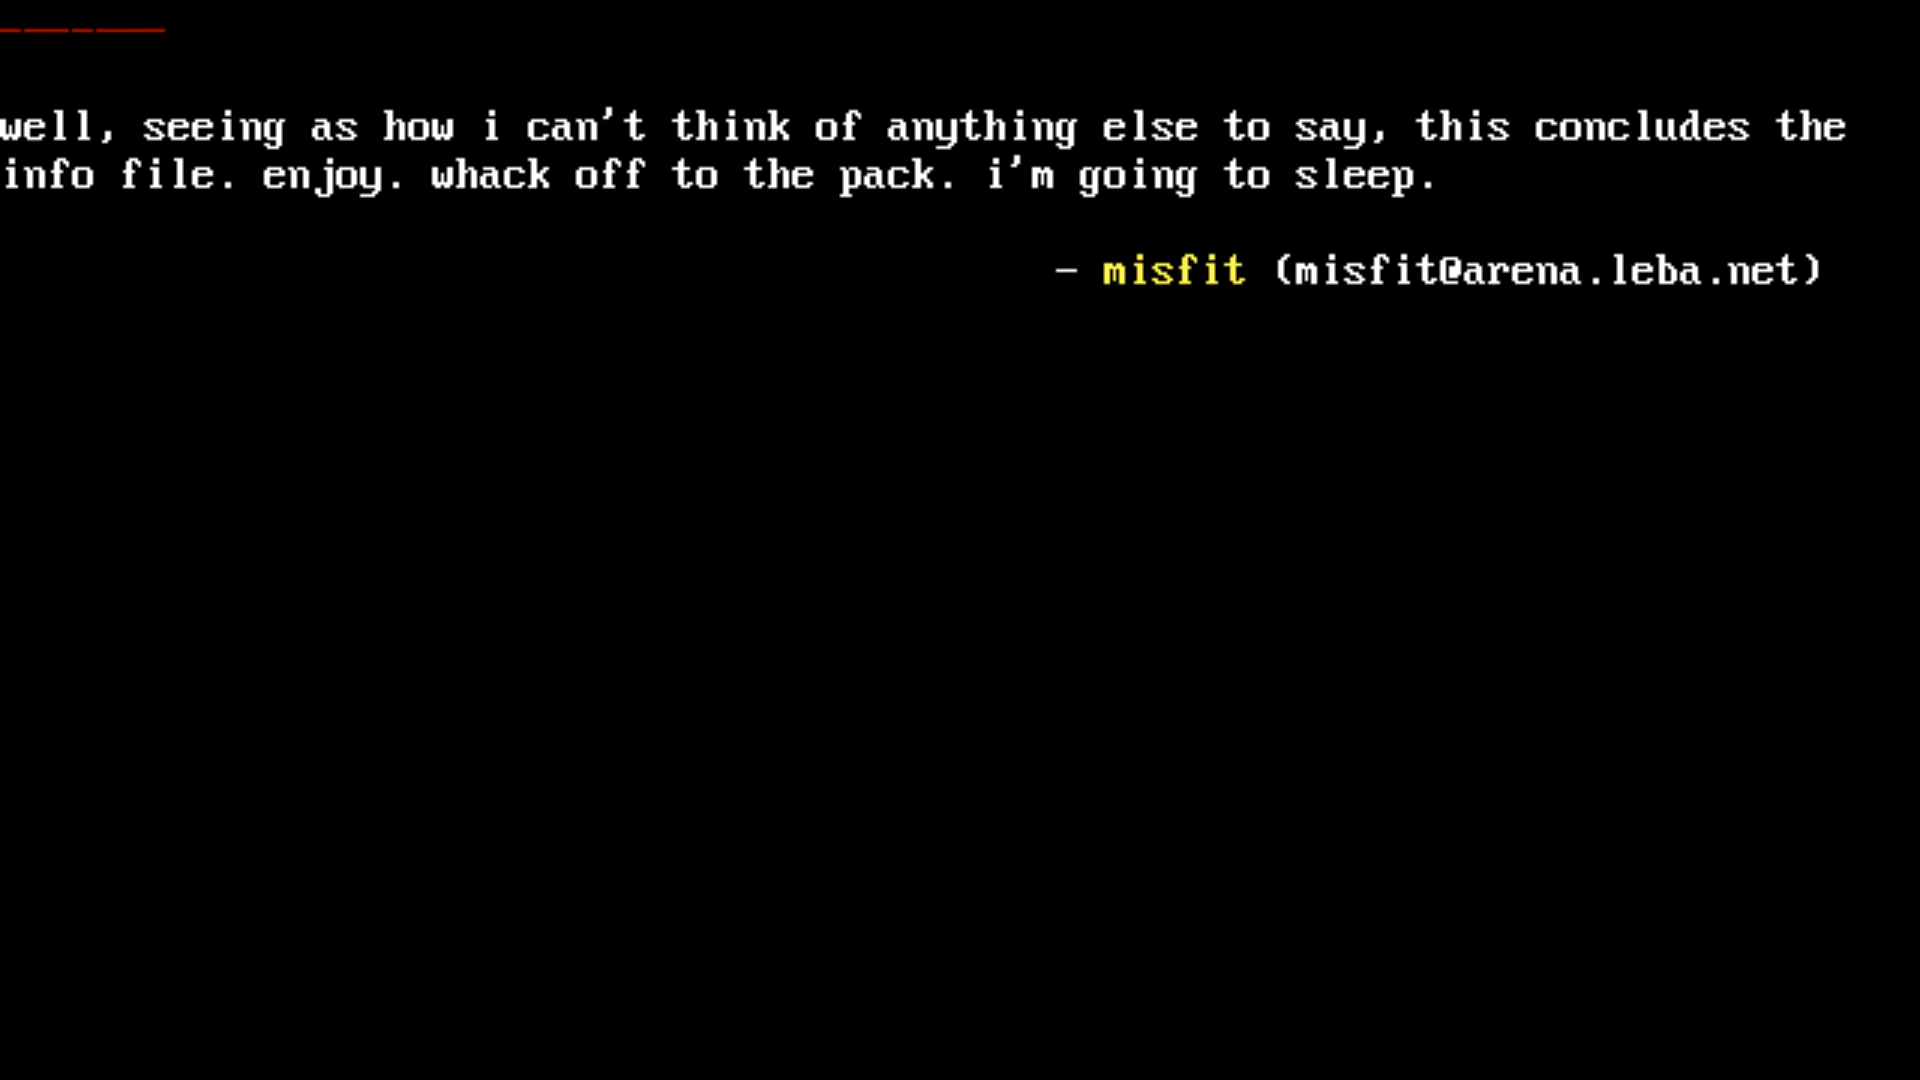 well, seeing as how i can't think of anything else to say, this concludes the
info file. enjoy. whack off to the pack. i'm going to sleep.
- misfit (misfit@arena.leba.net)